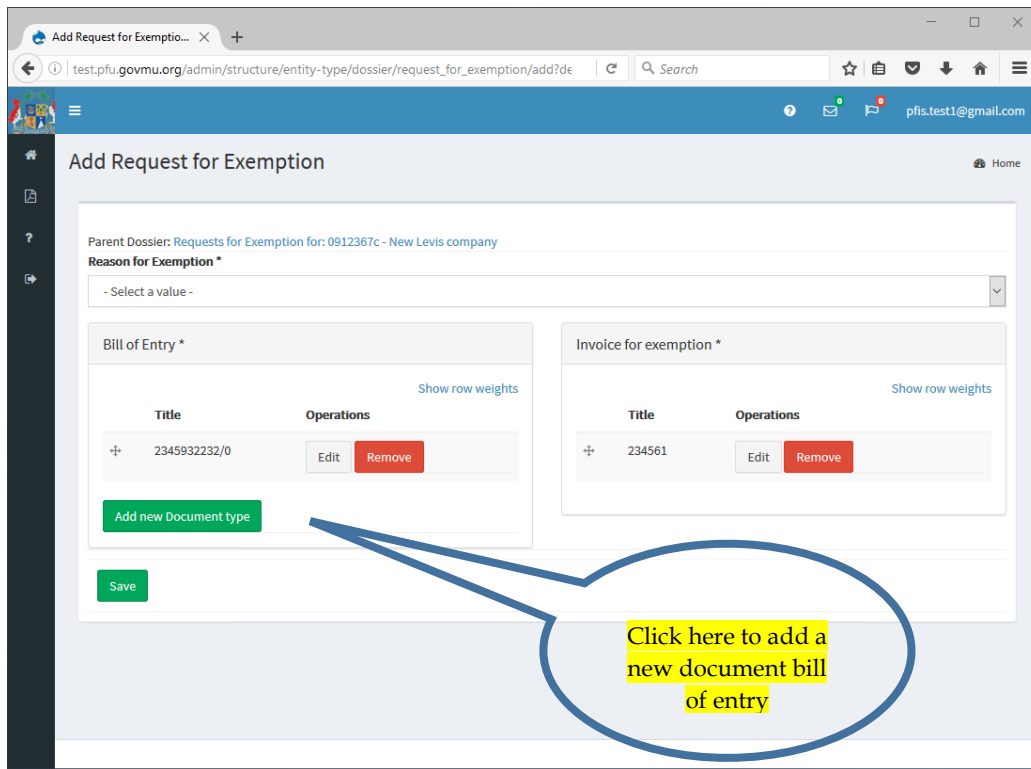 Add Request for Exemptio...
test.pfu.govmu.org/admin/structure/entity-type/dossier/request_for_exemption/add?de
Search
0
0
pfis.test1@gmail.com
Add Request for Exemption
Home
Parent Dossier: Requests for Exemption for: 0912367c - New Levis company
Reason for Exemption *
- Select a value -
Bill of Entry *
Show row weights
Title Operations
2345932232/0 Edit Remove
Add new Document type
Invoice for exemption *
Show row weights
Title Operations
234561 Edit Remove
Save
Click here to add a
new document bill
of entry